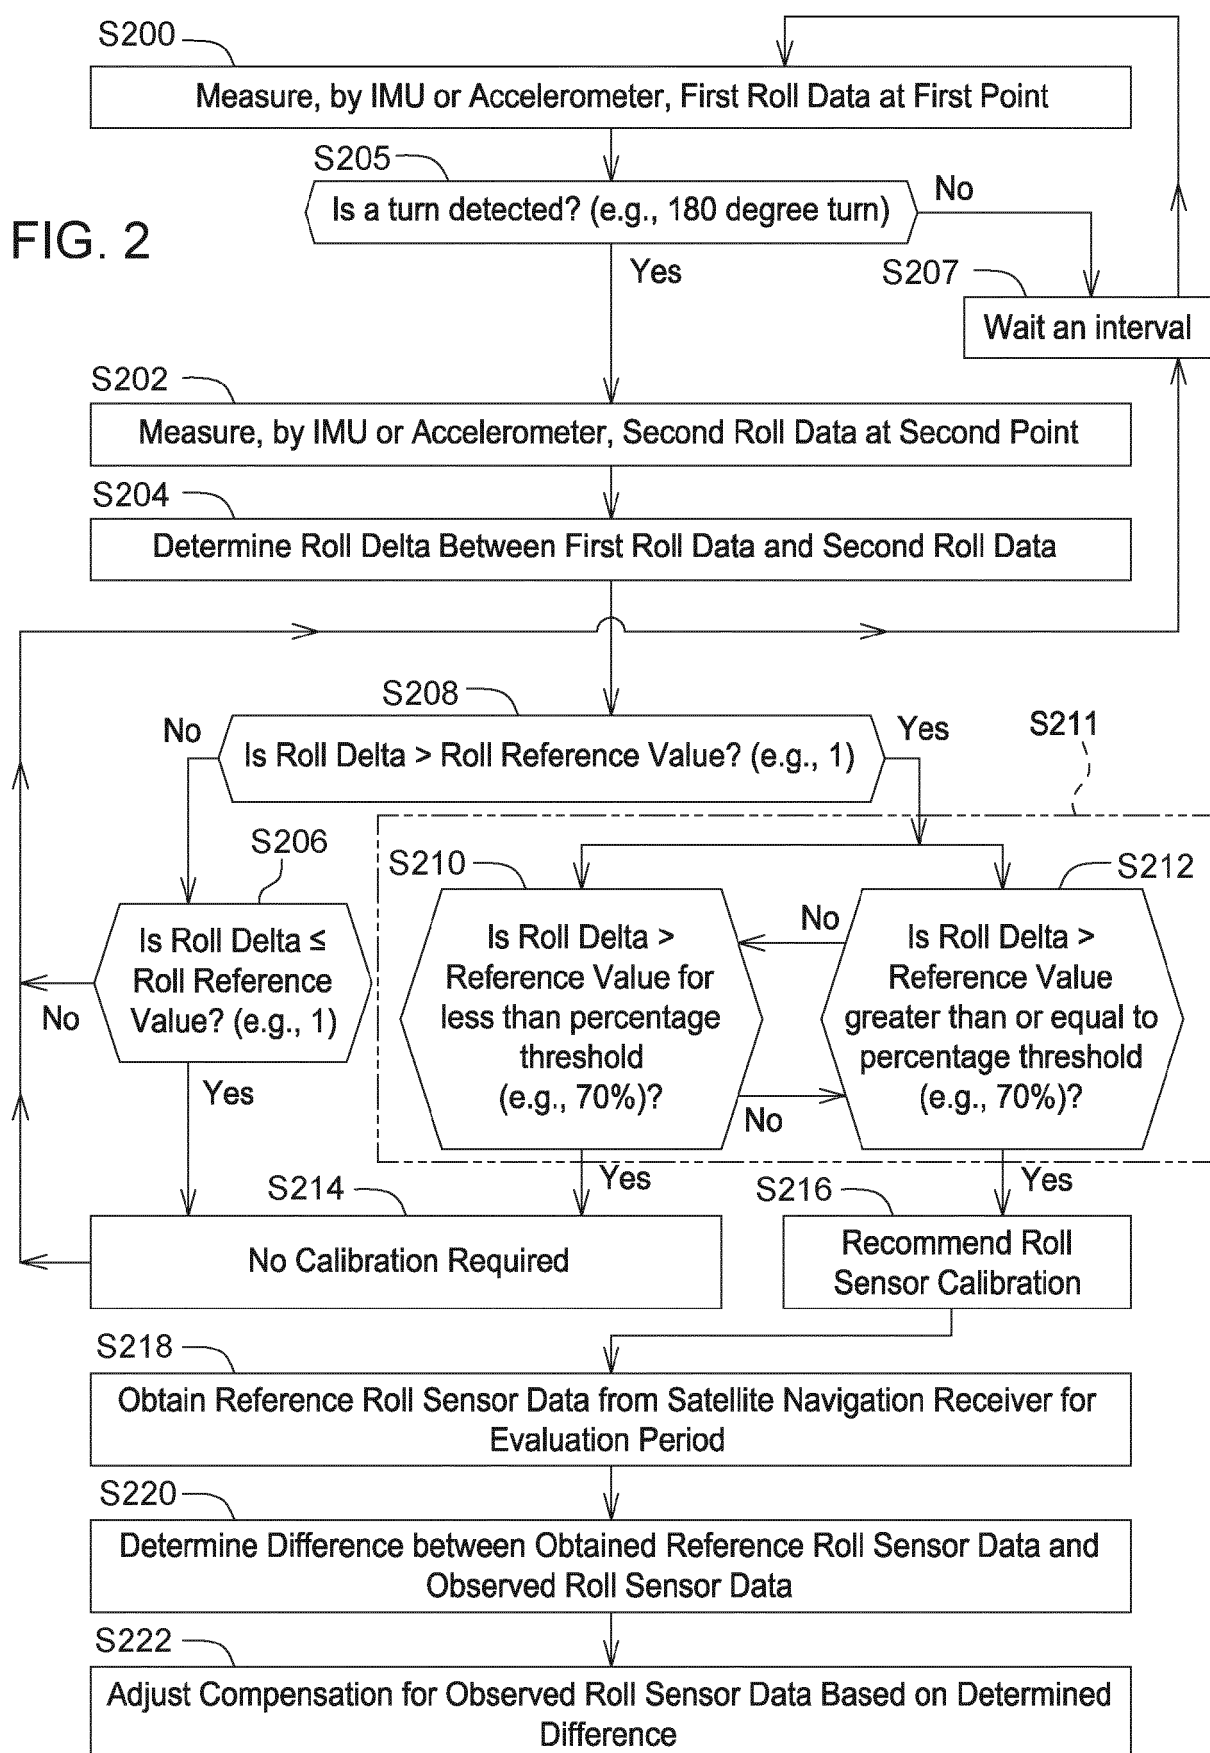 S200
Measure, by IMU or Accelerometer, First Roll Data at First Point
S205
Is a turn detected? (e.g., 180 degree turn)
No
FIG. 2
Yes
S207
Wait an interval
S202
Measure, by IMU or Accelerometer, Second Roll Data at Second Point
S204
Determine Roll Delta Between First Roll Data and Second Roll Data
S208
No
Is Roll Delta > Roll Reference Value? (e.g., 1)
Yes
S211
S206
Is Roll Delta ≤
Roll Reference
Value? (e.g., 1)
No
Yes
S210
Is Roll Delta >
Reference Value for
less than percentage
threshold
(e.g., 70%)?
No
No
S212
Is Roll Delta >
Reference Value
greater than or equal to
percentage threshold
(e.g., 70%)?
Yes
Yes
S214
No Calibration Required
S216
Recommend Roll
Sensor Calibration
S218
Obtain Reference Roll Sensor Data from Satellite Navigation Receiver for
Evaluation Period
S220
Determine Difference between Obtained Reference Roll Sensor Data and
Observed Roll Sensor Data
S222
Adjust Compensation for Observed Roll Sensor Data Based on Determined
Difference